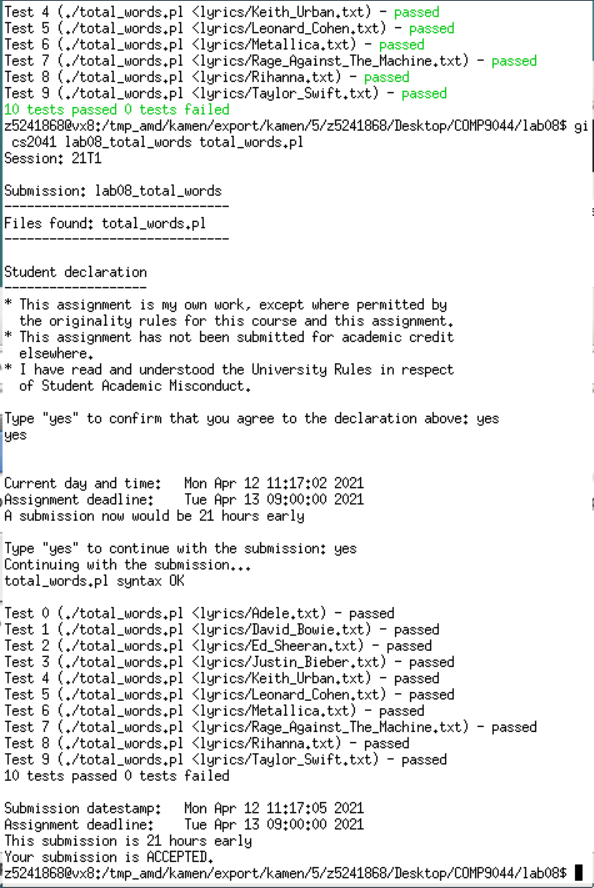 Test 4 (./total_words.pl <lyrics/Keith_Urban.txt) - passed
Test 5 (./total_words.pl <lyrics/Leonard_Cohen.txt) - passed
Test 6 (./total_words.pl <lyrics/Metallica.txt) - passed
Test 7 (./total_words.pl <lyrics/Rage_Against_The_Machine.txt) - passed
Test 8 (./total_words.pl <lyrics/Rihanna.txt) - passed
Test 9 (./total_words.pl <lyrics/Taylor_Swift.txt) - passed
10 tests passed 0 tests failed
z5241868@vx8:/tmp_amd/kamen/export/kamen/5/z5241868/Desktop/COMP9044/lab08$ gi
 cs2041 lab08_total_words total_words.pl
Session: 21T1
Submission: lab08_total_words
------------------------------
Files found: total_words.pl
------------------------------
Student declaration
-------------------
* This assignment is my own work, except where permitted by
  the originality rules for this course and this assignment.
* This assignment has not been submitted for academic credit
  elsewhere.
* I have read and understood the University Rules in respect
  of Student Academic Misconduct.
Type "yes" to confirm that you agree to the declaration above: yes
yes
Current day and time:   Mon Apr 12 11:17:02 2021
Assignment deadline:    Tue Apr 13 09:00:00 2021
A submission now would be 21 hours early
Type "yes" to continue with the submission: yes
Continuing with the submission...
total_words.pl syntax OK
Test 0 (./total_words.pl <lyrics/Adele.txt) - passed
Test 1 (./total_words.pl <lyrics/David_Bowie.txt) - passed
Test 2 (./total_words.pl <lyrics/Ed_Sheeran.txt) - passed
Test 3 (./total_words.pl <lyrics/Justin_Bieber.txt) - passed
Test 4 (./total_words.pl <lyrics/Keith_Urban.txt) - passed
Test 5 (./total_words.pl <lyrics/Leonard_Cohen.txt) - passed
Test 6 (./total_words.pl <lyrics/Metallica.txt) - passed
Test 7 (./total_words.pl <lyrics/Rage_Against_The_Machine.txt) - passed
Test 8 (./total_words.pl <lyrics/Rihanna.txt) - passed
Test 9 (./total_words.pl <lyrics/Taylor_Swift.txt) - passed
10 tests passed 0 tests failed
Submission datestamp:   Mon Apr 12 11:17:05 2021
Assignment deadline:    Tue Apr 13 09:00:00 2021
This submission is 21 hours early
Your submission is ACCEPTED.
z5241868@vx8:/tmp_amd/kamen/export/kamen/5/z5241868/Desktop/COMP9044/lab08$